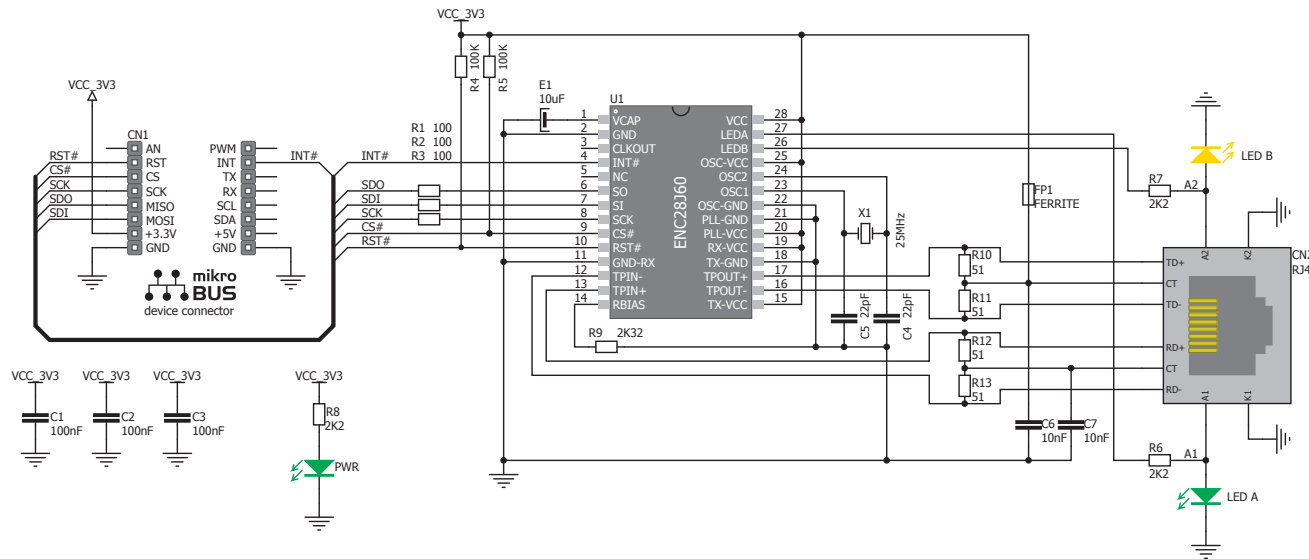 VCC_3V3
R4 100K
R5 100K
VCC_3V3
E1
10uF
U1
CN1
AN
RST
CS
SCK
MISO
MOSI
+3.3V
GND
PWM
INT
TX
RX
SCL
SDA
+5V
GND
RST#
CS#
SCK
SDO
SDI
INT#
mikro
BUS
device connector
INT#
R1 100
R2 100
R3 100
SDO
SDI
SCK
CS#
RST#
1 VCAP
2 GND
3 CLKOUT
4 INT#
5 NC
6 SO
7 SI
8 SCK
9 CS#
10 RST#
11 GND-RX
12 TPIN-
13 TPIN+
14 RBIAS
ENC28J60
VCC 28
LEDA 27
LEDB 26
OSC-VCC 25
OSC2 24
OSC1 23
OSC-GND 22
PLL-GND 21
PLL-VCC 20
RX-VCC 19
TX-GND 18
TPOUT+ 17
TPOUT- 16
TX-VCC 15
X1
25MHz
C5 22pF
C4 22pF
R9 2K32
FP1
FERRITE
R10
51
R11
51
R12
51
R13
51
C6
10nF
C7
10nF
LED B
R7
2K2
A2
A2
K2
CN2
RJ4
TD+
CT
TD-
RD+
CT
RD-
A1
K1
R6
2K2
A1
LED A
VCC_3V3
C1
100nF
VCC_3V3
C2
100nF
VCC_3V3
C3
100nF
VCC_3V3
R8
2K2
PWR